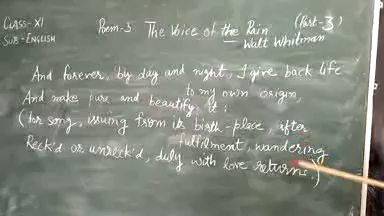 CLASS-XI
SUB-ENGLISH
Poem-3 The Voice of the Rain (Part-3)
— Walt Whitman
And forever, by day and night, I give back life
to my own origin,
And make pure and beautify it;
(For song, issuing from its birth-place, after
fulfilment, wandering
Reck'd or unreck'd, duly with love returns.)